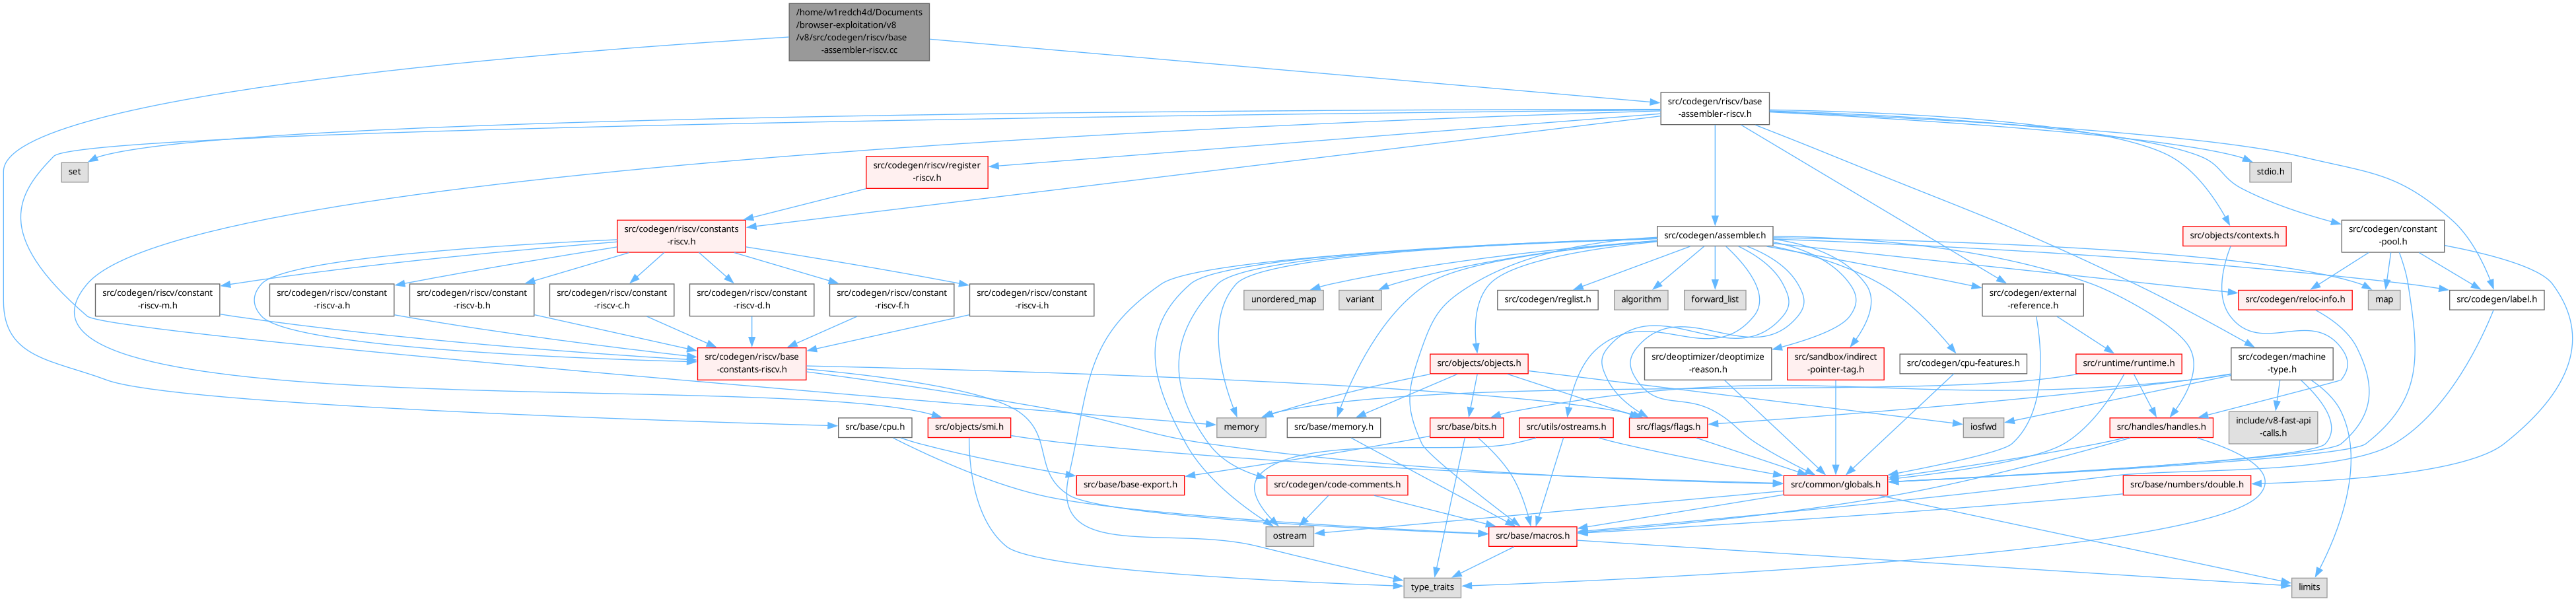 /home/w1redch4d/Documents
/browser-exploitation/v8
/v8/src/codegen/riscv/base
-assembler-riscv.cc
src/codegen/riscv/base
-assembler-riscv.h
set
src/codegen/riscv/register
-riscv.h
stdio.h
src/codegen/riscv/constants
-riscv.h
src/codegen/assembler.h
src/objects/contexts.h
src/codegen/constant
-pool.h
src/codegen/riscv/constant
-riscv-m.h
src/codegen/riscv/constant
-riscv-a.h
src/codegen/riscv/constant
-riscv-b.h
src/codegen/riscv/constant
-riscv-c.h
src/codegen/riscv/constant
-riscv-d.h
src/codegen/riscv/constant
-riscv-f.h
src/codegen/riscv/constant
-riscv-i.h
unordered_map
variant
src/codegen/reglist.h
algorithm
forward_list
src/codegen/external
-reference.h
src/codegen/reloc-info.h
map
src/codegen/label.h
src/codegen/riscv/base
-constants-riscv.h
src/objects/objects.h
src/deoptimizer/deoptimize
-reason.h
src/sandbox/indirect
-pointer-tag.h
src/codegen/cpu-features.h
src/runtime/runtime.h
src/codegen/machine
-type.h
src/base/cpu.h
src/objects/smi.h
memory
src/base/memory.h
src/base/bits.h
src/utils/ostreams.h
src/flags/flags.h
iosfwd
src/handles/handles.h
include/v8-fast-api
-calls.h
src/base/base-export.h
src/codegen/code-comments.h
src/common/globals.h
src/base/numbers/double.h
ostream
src/base/macros.h
type_traits
limits